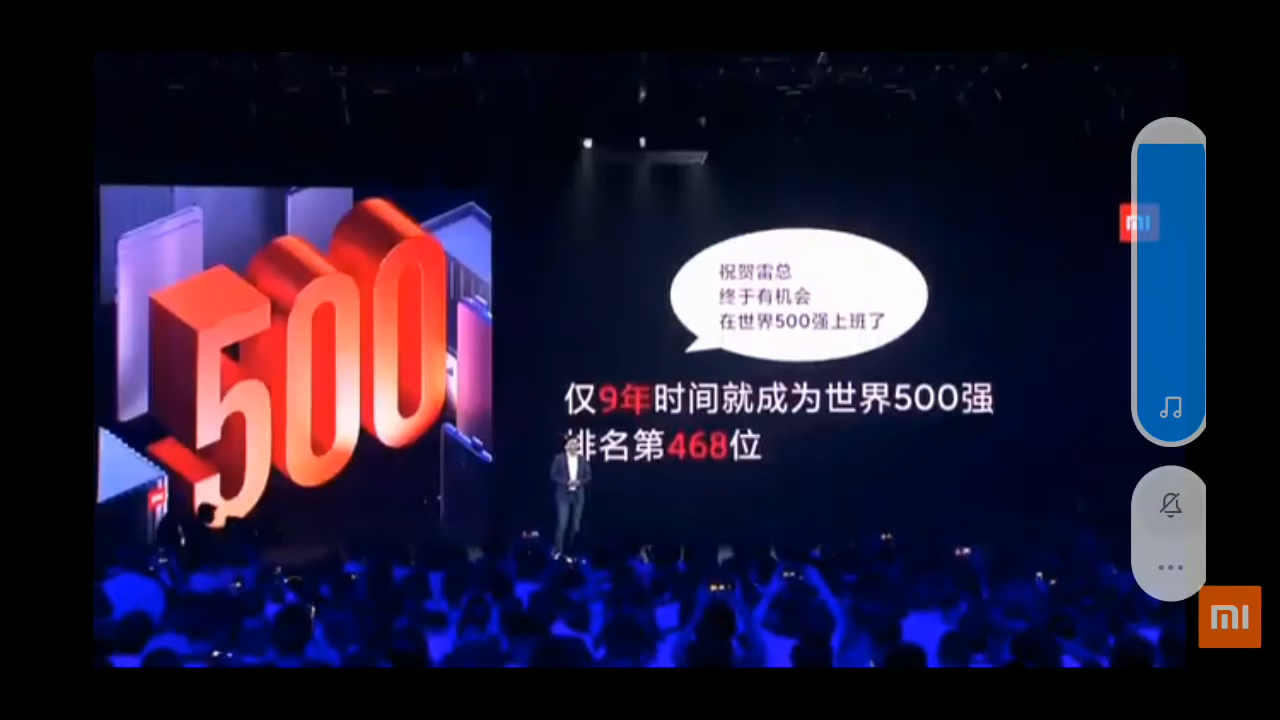 500
祝贺雷总
终于有机会
在世界500强上班了
仅9年时间就成为世界500强
排名第468位
mi
mi